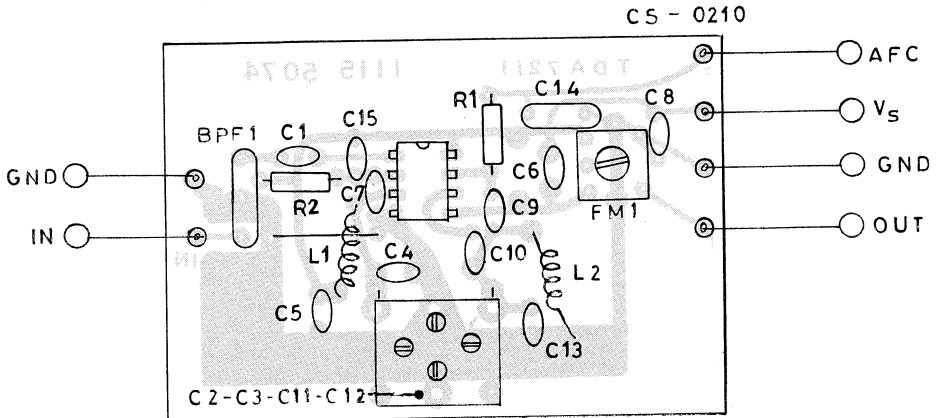 CS - 0210
AFC
1115 5074
TDA7211
R1
C14
C8
VS
BPF1
C1
C15
GND
GND
C6
R2
C7
FM1
C9
IN
OUT
L1
C4
C10
L2
IN
C5
C13
C2-C3-C11-C12